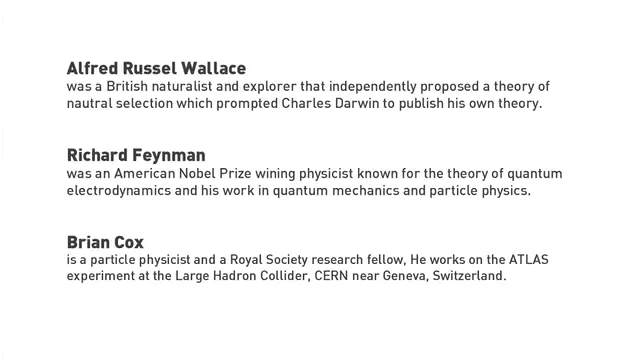 Alfred Russel Wallace
was a British naturalist and explorer that independently proposed a theory of
nautral selection which prompted Charles Darwin to publish his own theory.
Richard Feynman
was an American Nobel Prize wining physicist known for the theory of quantum
electrodynamics and his work in quantum mechanics and particle physics.
Brian Cox
is a particle physicist and a Royal Society research fellow, He works on the ATLAS
experiment at the Large Hadron Collider, CERN near Geneva, Switzerland.